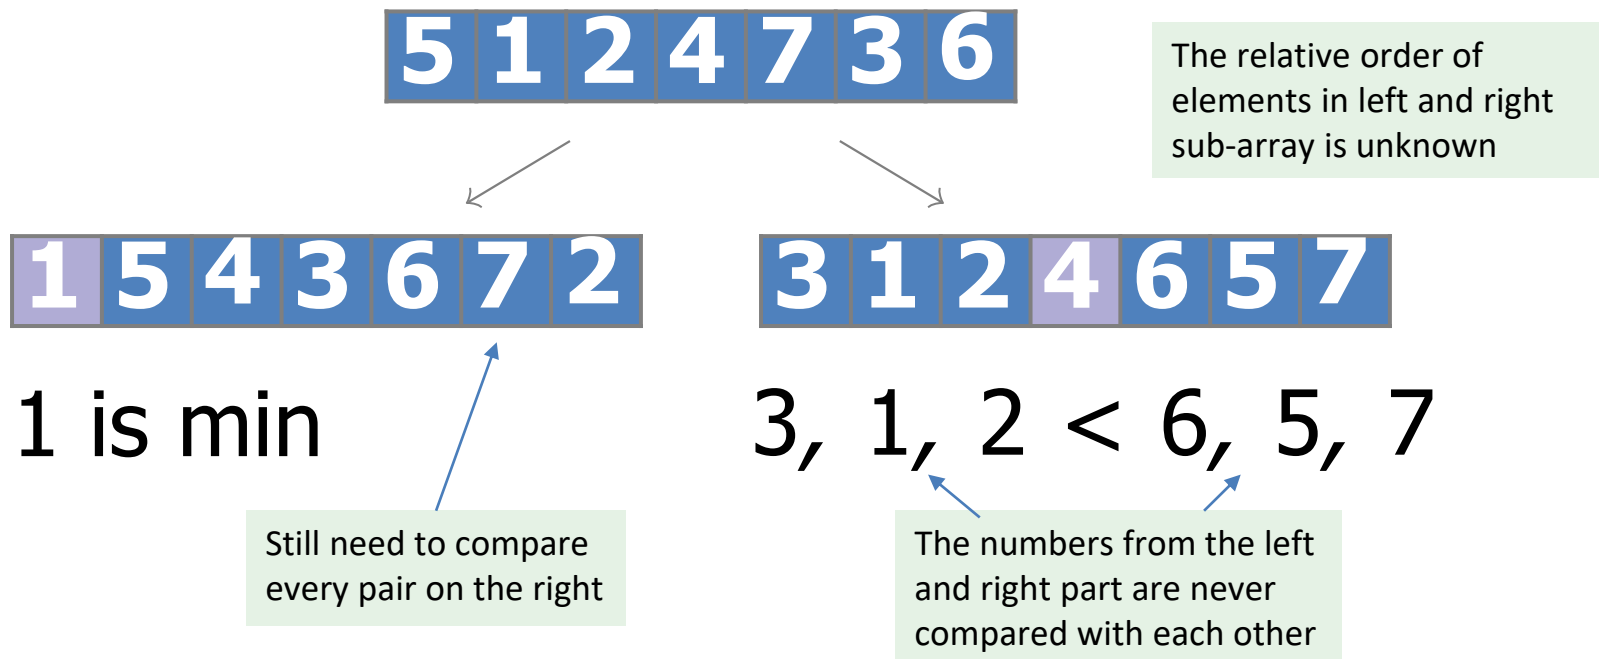 5 1 2 4 7 3 6
The relative order of
elements in left and right
sub-array is unknown
1 5 4 3 6 7 2
3 1 2 4 6 5 7
1 is min
3, 1, 2 < 6, 5, 7
Still need to compare
every pair on the right
The numbers from the left
and right part are never
compared with each other